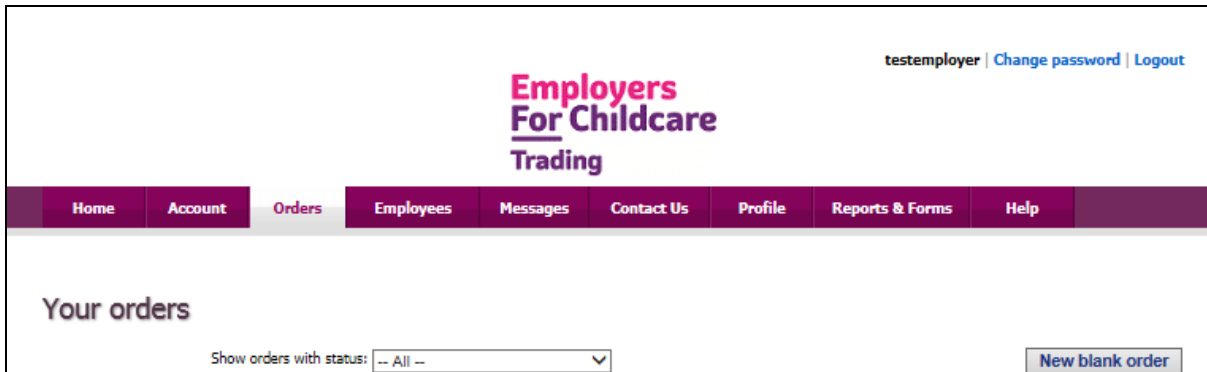 testemployer | Change password | Logout
Employers
For Childcare
Trading
Home Account Orders Employees Messages Contact Us Profile Reports & Forms Help
Your orders
Show orders with status: -- All -- New blank order